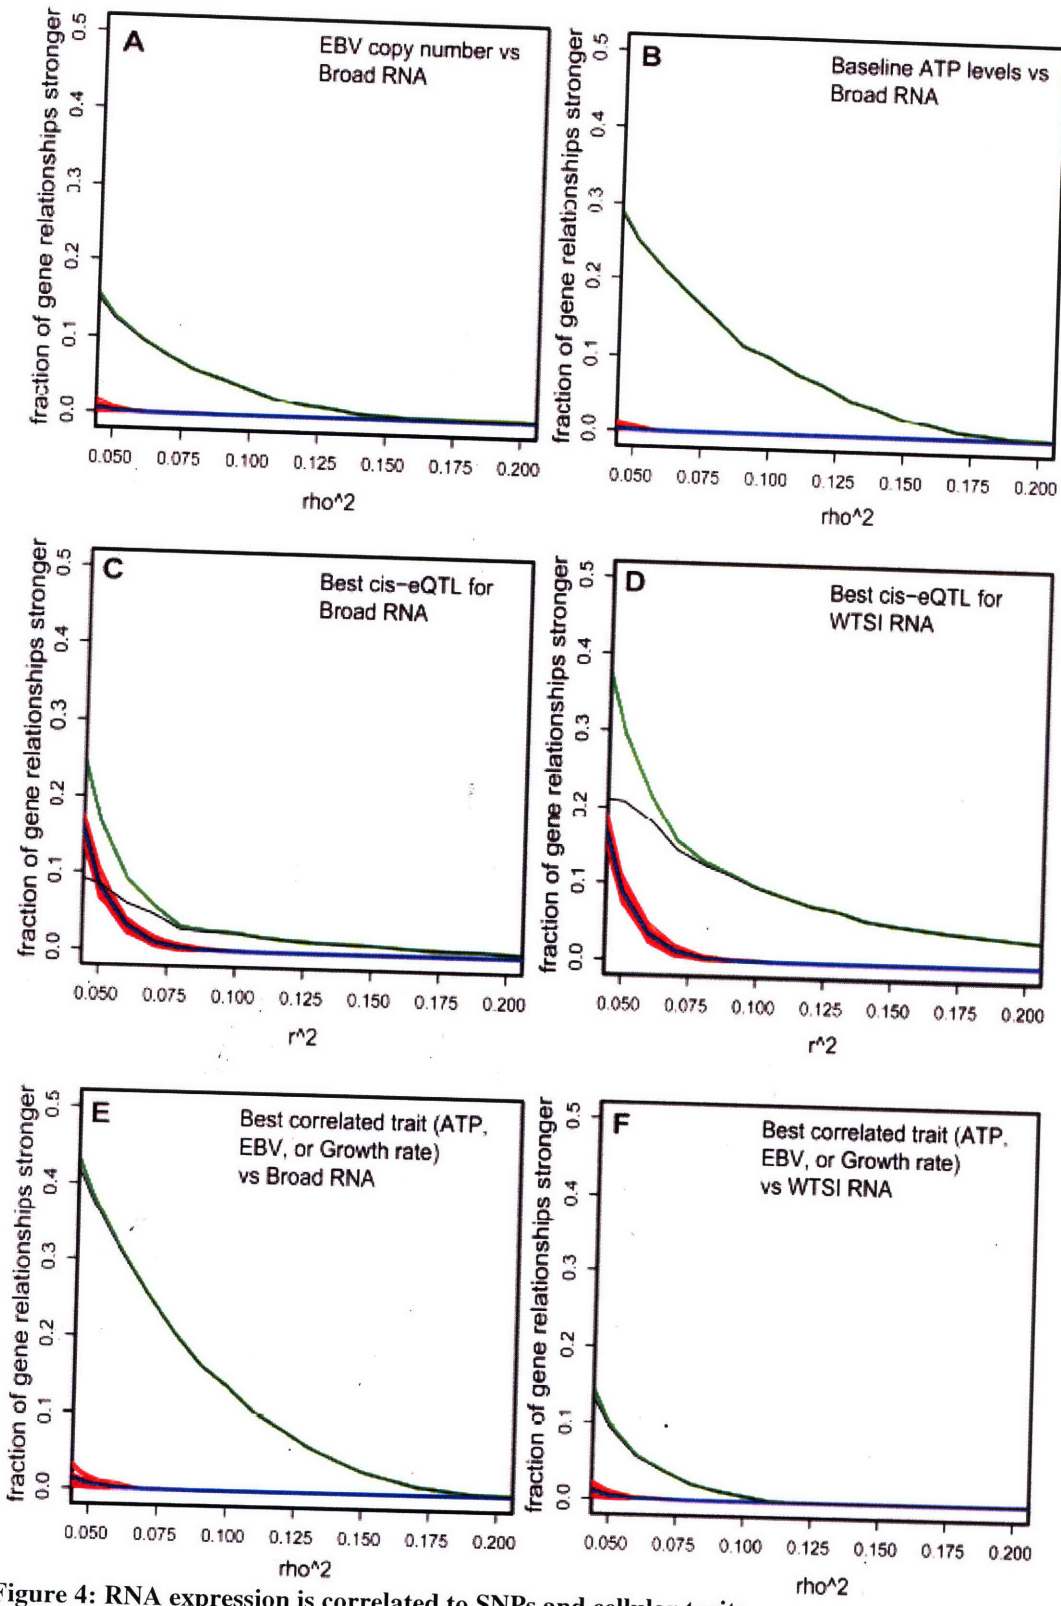 A
EBV copy number vs
Broad RNA
fraction of gene relationships stronger
0.0 0.1 0.2 0.3 0.4 0.5
0.050 0.075 0.100 0.125 0.150 0.175 0.200
rho^2
B
Baseline ATP levels vs
Broad RNA
fraction of gene relationships stronger
0.0 0.1 0.2 0.3 0.4 0.5
0.050 0.075 0.100 0.125 0.150 0.175 0.200
rho^2
C
Best cis-eQTL for
Broad RNA
fraction of gene relationships stronger
0.0 0.1 0.2 0.3 0.4 0.5
0.050 0.075 0.100 0.125 0.150 0.175 0.200
r^2
D
Best cis-eQTL for
WTSI RNA
fraction of gene relationships stronger
0.0 0.1 0.2 0.3 0.4 0.5
0.050 0.075 0.100 0.125 0.150 0.175 0.200
r^2
E
Best correlated trait (ATP,
EBV, or Growth rate)
vs Broad RNA
fraction of gene relationships stronger
0.0 0.1 0.2 0.3 0.4 0.5
0.050 0.075 0.100 0.125 0.150 0.175 0.200
rho^2
F
Best correlated trait (ATP,
EBV, or Growth rate)
vs WTSI RNA
fraction of gene relationships stronger
0.0 0.1 0.2 0.3 0.4 0.5
0.050 0.075 0.100 0.125 0.150 0.175 0.200
rho^2
Figure 4: RNA expression is correlated to SNPs and cellular traits